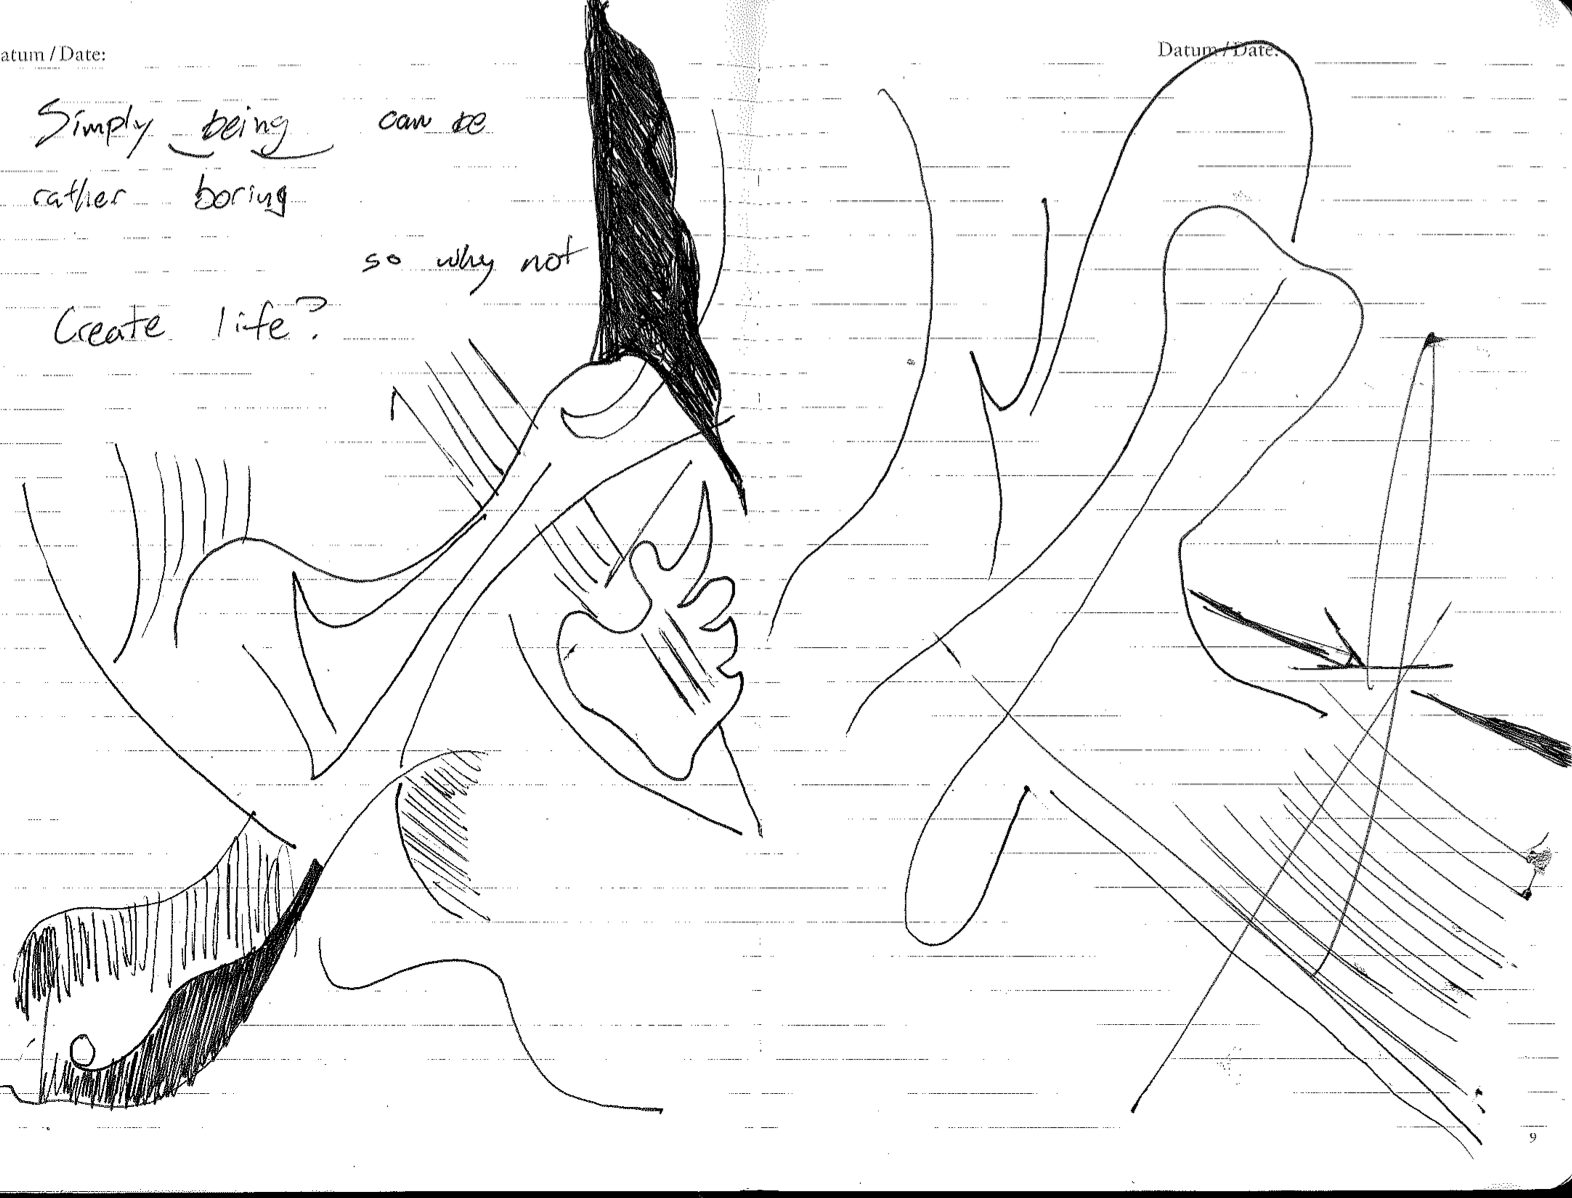 atum / Date:
Datum / Date:
Simply being can be
rather boring
so why not
Create life?
9